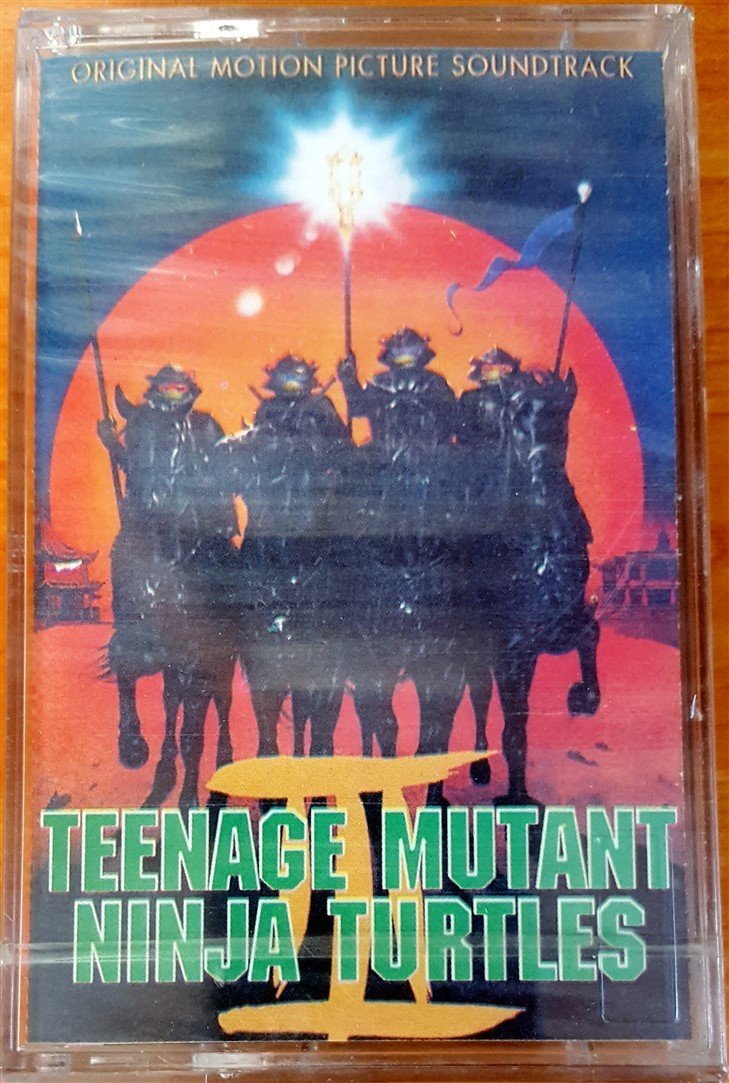 ORIGINAL MOTION PICTURE SOUNDTRACK
TEENAGE MUTANT
NINJA TURTLES